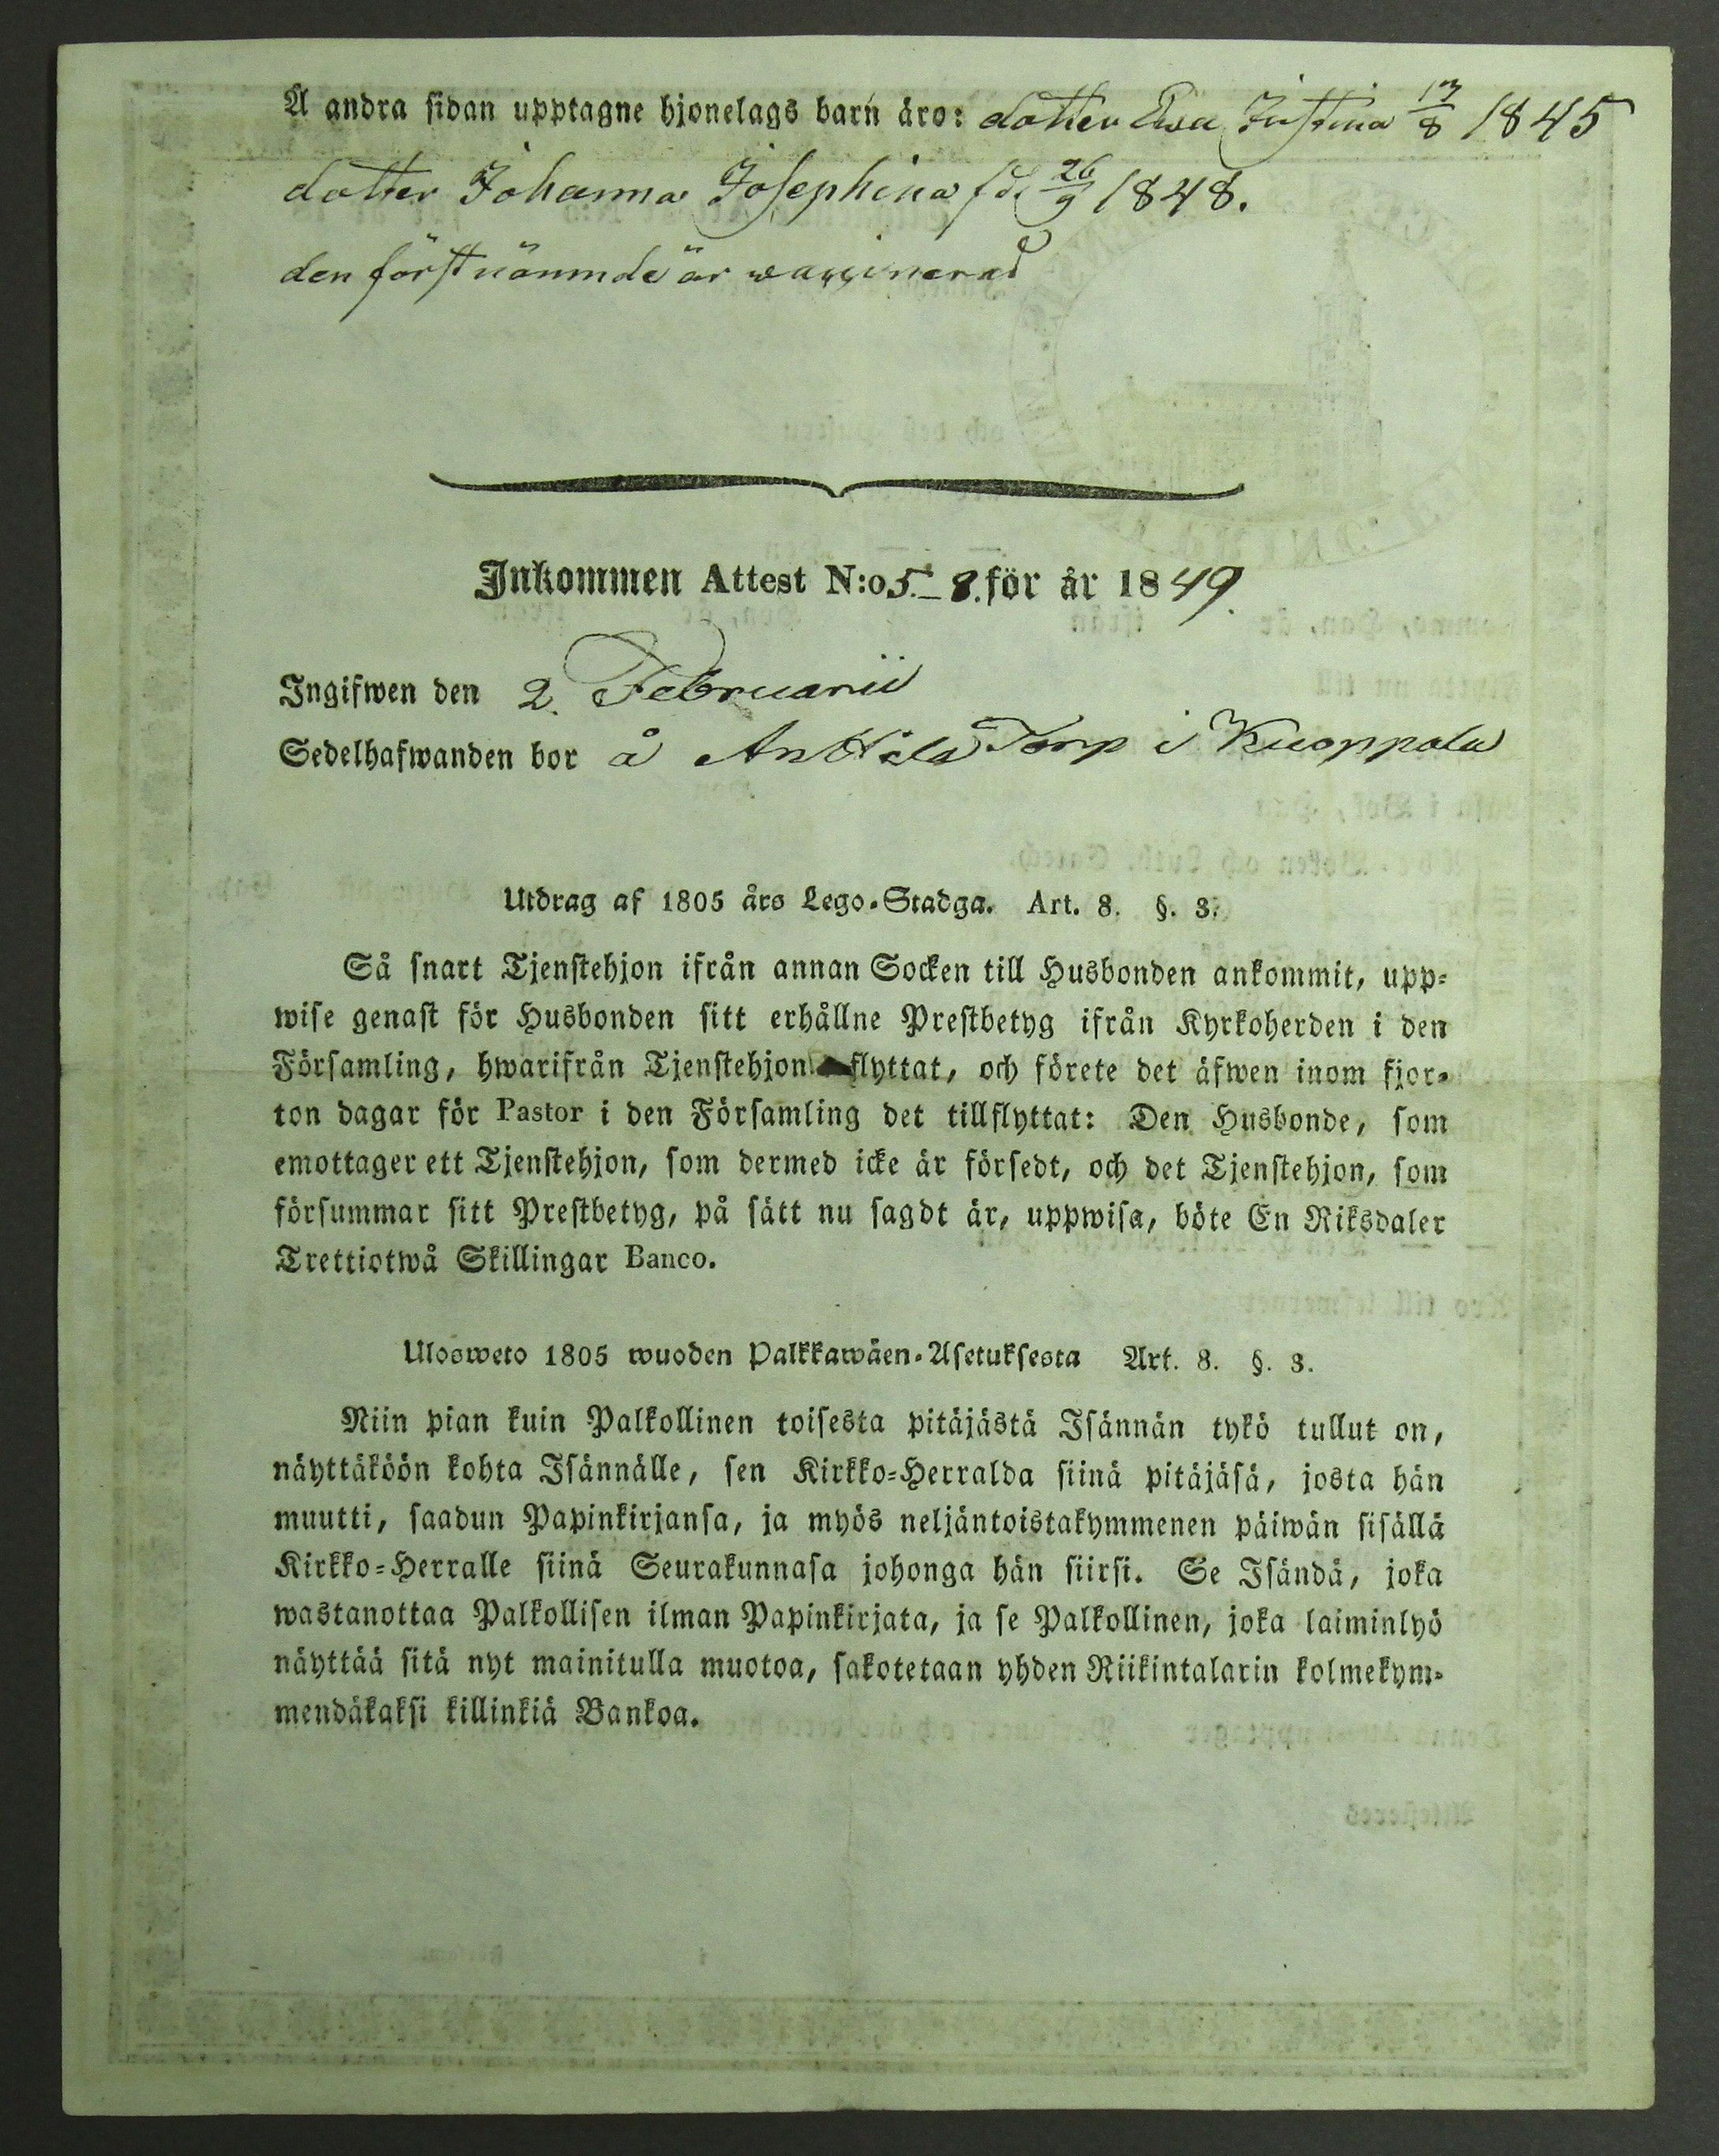 Å andra sidan upptagne hjonelags barn äro: dotter Ewa Justina 17/8 1845
dotter Johanna Josephina fd. 26/9 1848.
den förstnämnde är waxinerad
Inkommen Attest N:o 5.–8. för år 1849.
Ingifwen den 2. Februarii
Sedelhafwanden bor å Anttila Torp i Kuoppala
Utdrag af 1805 års Lego-Stadga. Art. 8. §. 3.
Så snart Tjenstehjon ifrån annan Socken till Husbonden ankommit, upp-
wise genast för Husbonden sitt erhållne Prestbetyg ifrån Kyrkoherden i den
Församling, hwarifrån Tjenstehjon flyttat, och förete det äfwen inom fjor-
ton dagar för Pastor i den Församling det tillflyttat: Den Husbonde, som
emottager ett Tjenstehjon, som dermed icke är försedt, och det Tjenstehjon, som
försummar sitt Prestbetyg, på sätt nu sagdt är, uppwisa, böte En Riksdaler
Trettiotwå Skillingar Banco.
Ulosweto 1805 wuoden Palkkawäen-Asetuksesta Art. 8. §. 3.
Niin pian kuin Palkollinen toisesta pitäjästä Isännän tykö tullut on,
näyttäköön kohta Isännälle, sen Kirkko-Herralda siinä pitäjäsä, josta hän
muutti, saadun Papinkirjansa, ja myös neljäntoistakymmenen päiwän sisällä
Kirkko-Herralle siinä Seurakunnasa johonga hän siirsi. Se Isändä, joka
wastanottaa Palkollisen ilman Papinkirjata, ja se Palkollinen, joka laiminlyö
näyttää sitä nyt mainitulla muotoa, sakotetaan yhden Riikintalarin kolmekym-
mendäkaksi killinkiä Bankoa.